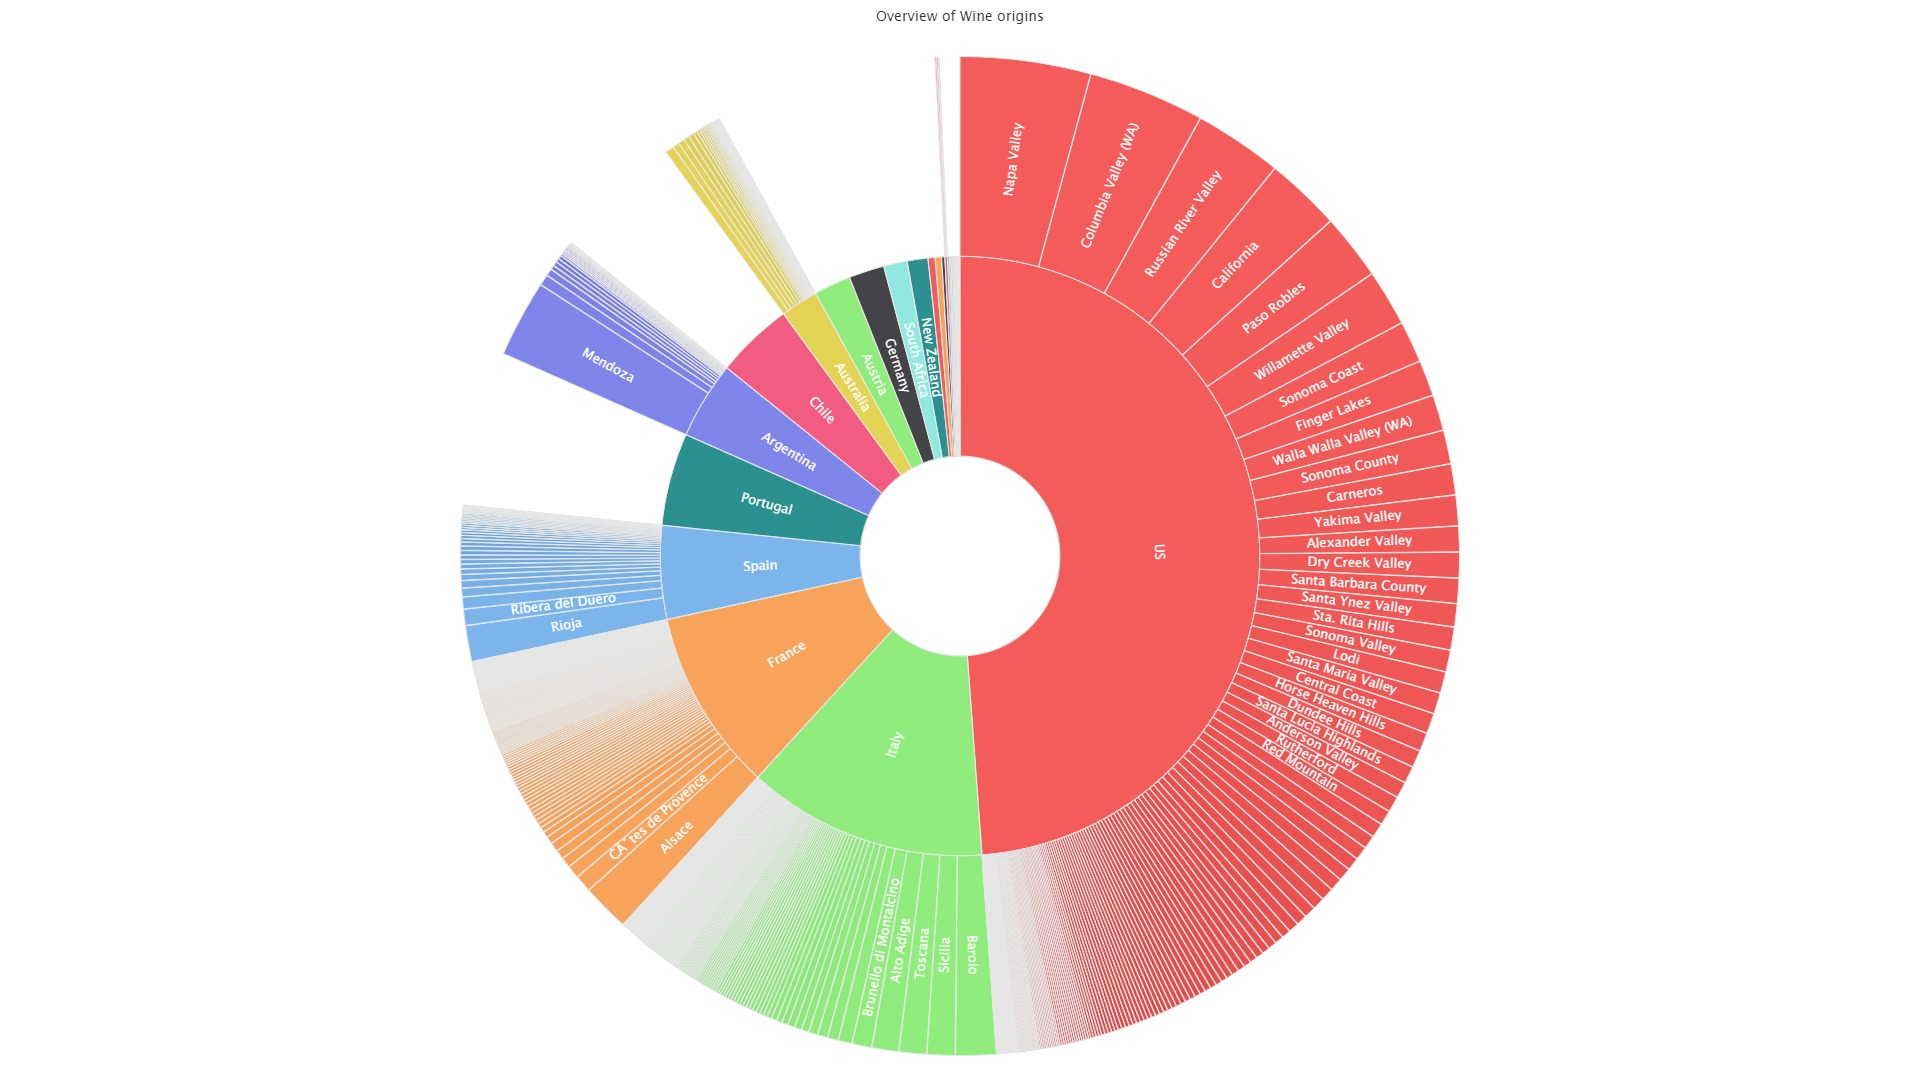 Overview of Wine origins
Napa Valley
Columbia Valley (WA)
Russian River Valley
California
Paso Robles
Willamette Valley
Sonoma Coast
Finger Lakes
Walla Walla Valley (WA)
Sonoma County
Carneros
Yakima Valley
Alexander Valley
Dry Creek Valley
Santa Barbara County
Santa Ynez Valley
Sta. Rita Hills
Sonoma Valley
Lodi
Santa Maria Valley
Central Coast
Horse Heaven Hills
Dundee Hills
Santa Lucia Highlands
Anderson Valley
Rutherford
Red Mountain
US
Italy
Barolo
Sicilia
Toscana
Alto Adige
Brunello di Montalcino
France
Alsace
CÃ´tes de Provence
Spain
Rioja
Ribera del Duero
Portugal
Argentina
Mendoza
Chile
Australia
Austria
Germany
South Africa
New Zealand